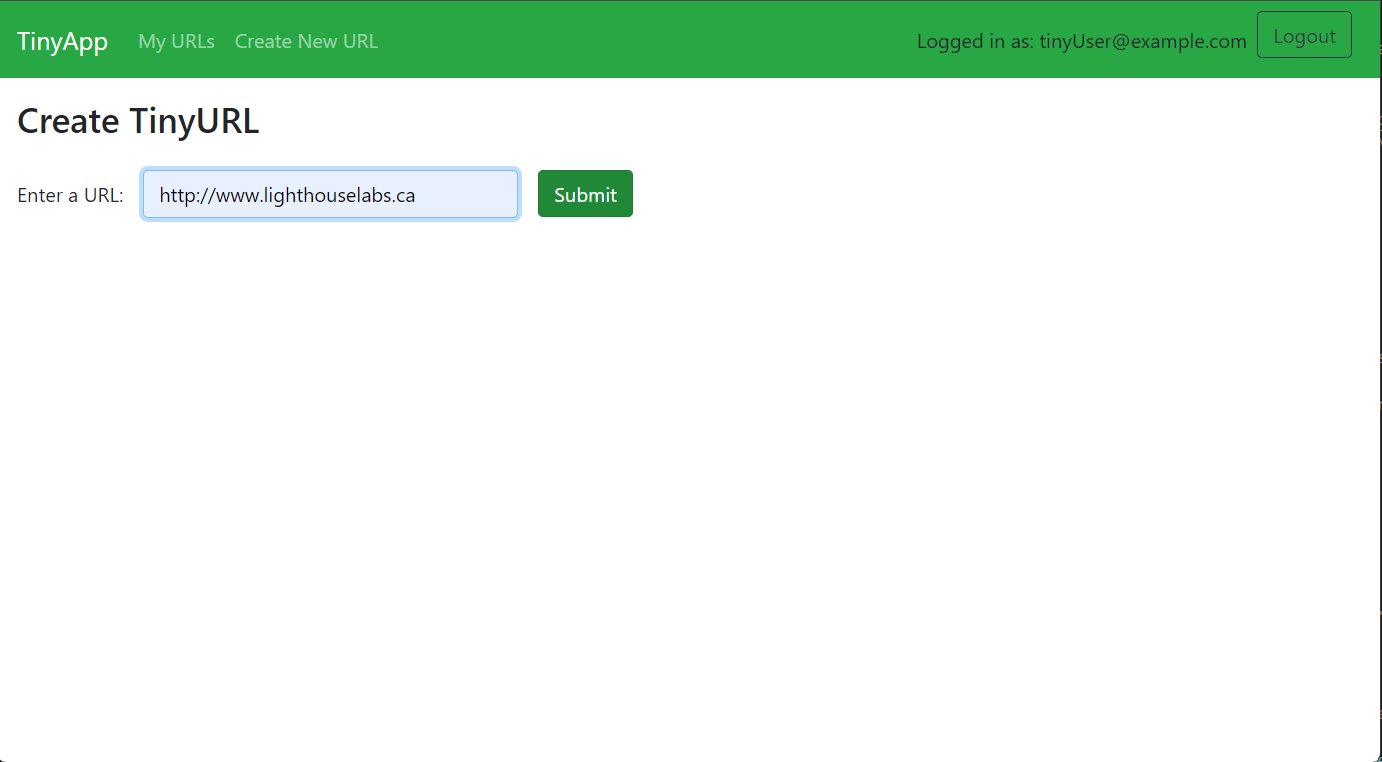 TinyApp My URLs Create New URL Logged in as: tinyUser@example.com Logout
Create TinyURL
Enter a URL: http://www.lighthouselabs.ca Submit